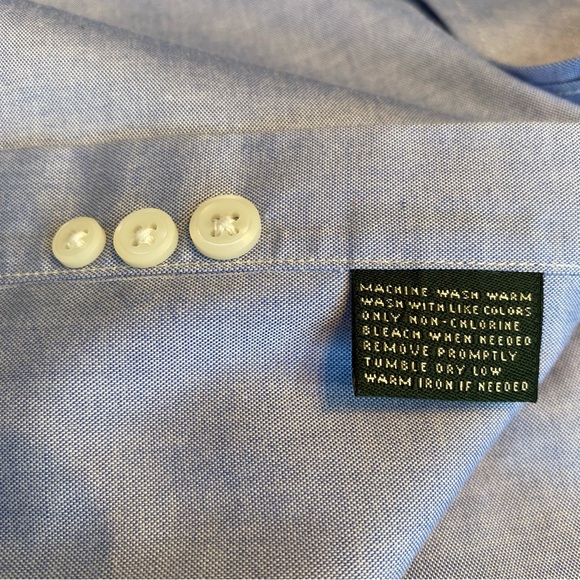 MACHINE WASH WARM
WASH WITH LIKE COLORS
ONLY NON-CHLORINE
BLEACH WHEN NEEDED
REMOVE PROMPTLY
TUMBLE DRY LOW
WARM IRON IF NEEDED